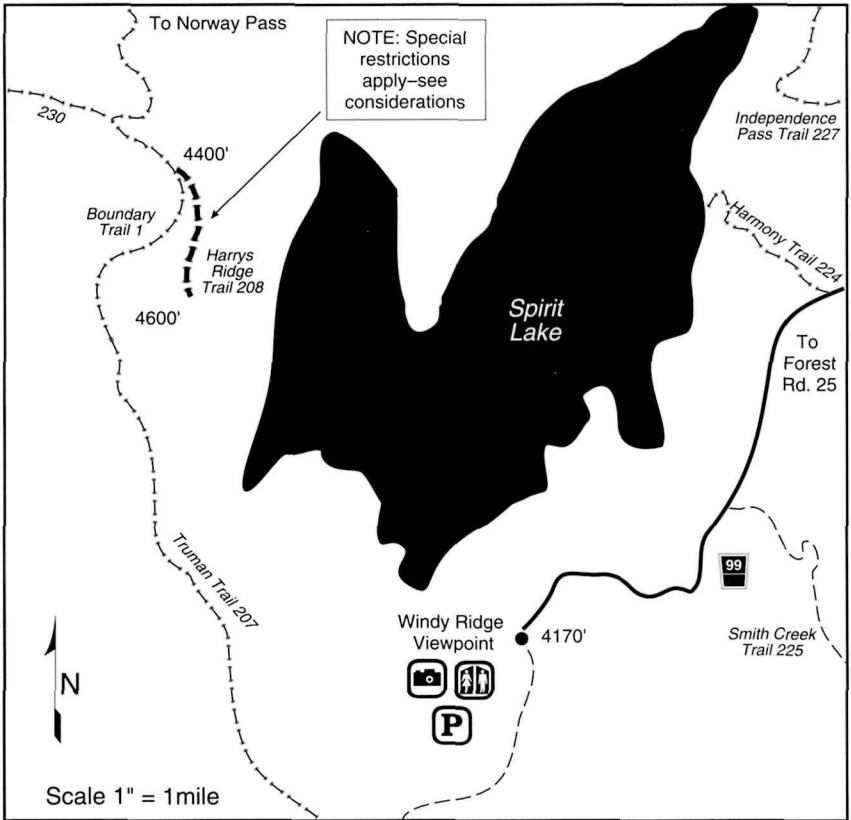 To Norway Pass
NOTE: Special
restrictions
apply–see
considerations
230
Independence
Pass Trail 227
4400'
Boundary
Trail 1
Harrys
Ridge
Trail 208
4600'
Harmony Trail 224
Spirit
Lake
To
Forest
Rd. 25
Truman Trail 207
99
Windy Ridge
Viewpoint
4170'
Smith Creek
Trail 225
P
N
Scale 1" = 1mile